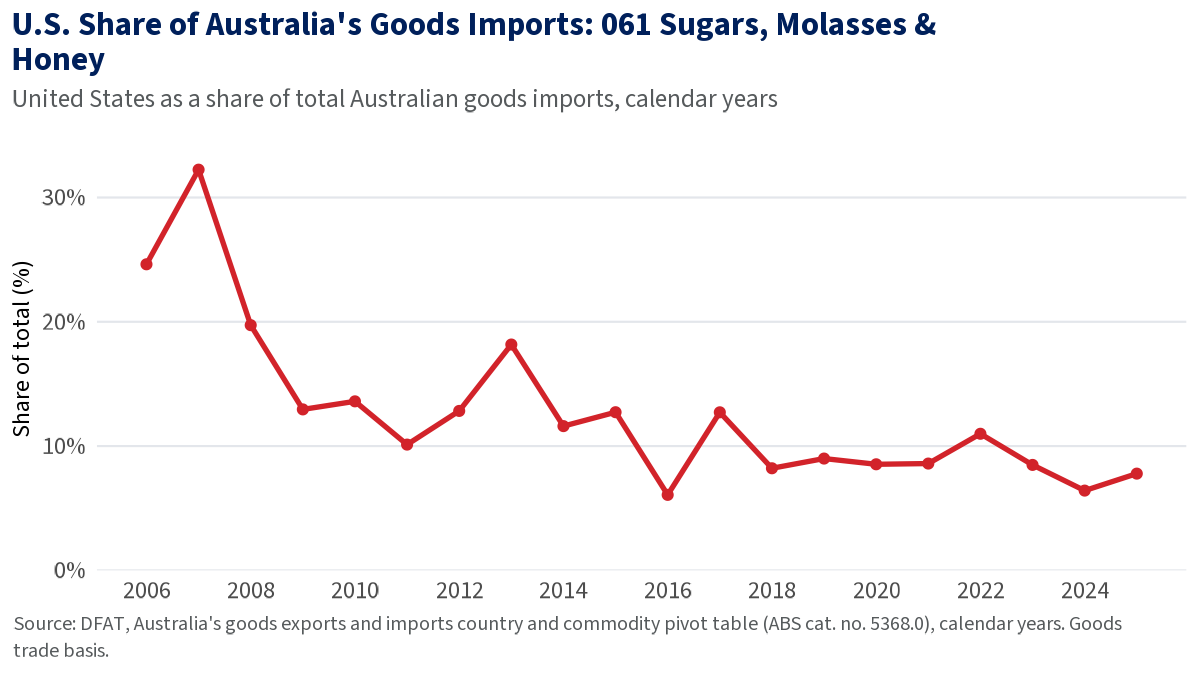 U.S. Share of Australia's Goods Imports: 061 Sugars, Molasses &
Honey
United States as a share of total Australian goods imports, calendar years
Share of total (%)
30%
20%
10%
0%
2006 2008 2010 2012 2014 2016 2018 2020 2022 2024
Source: DFAT, Australia's goods exports and imports country and commodity pivot table (ABS cat. no. 5368.0), calendar years. Goods
trade basis.